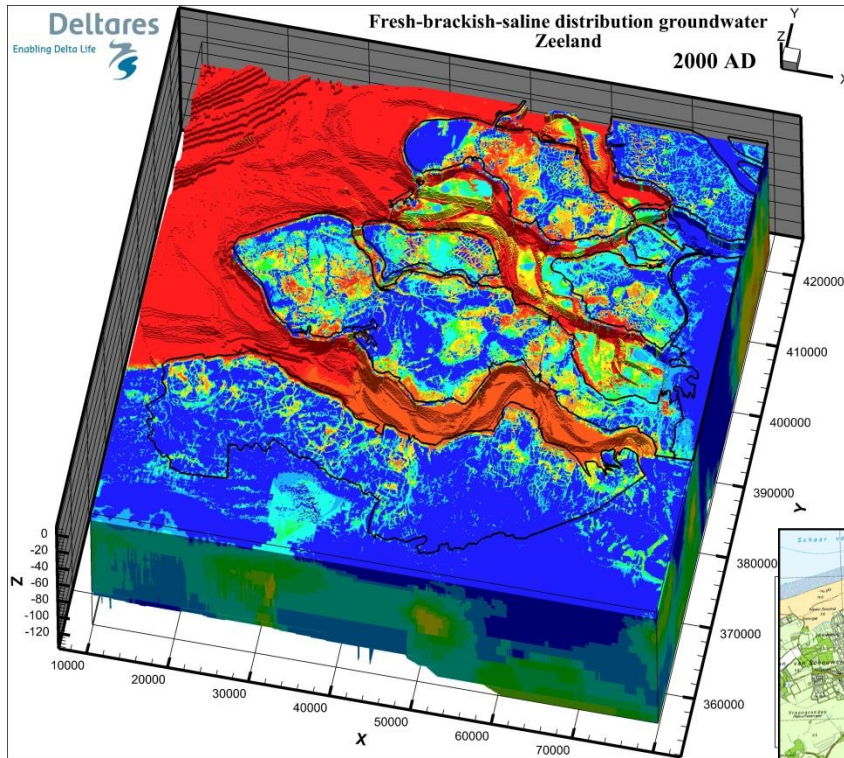 Deltares
Enabling Delta Life
Fresh-brackish-saline distribution groundwater
Zeeland
2000 AD
Y
Z
X
420000
410000
400000
390000
380000
370000
360000
Y
0
-20
-40
-60
-80
-100
-120
Z
10000
20000
30000
40000
50000
60000
70000
X
Schaar v